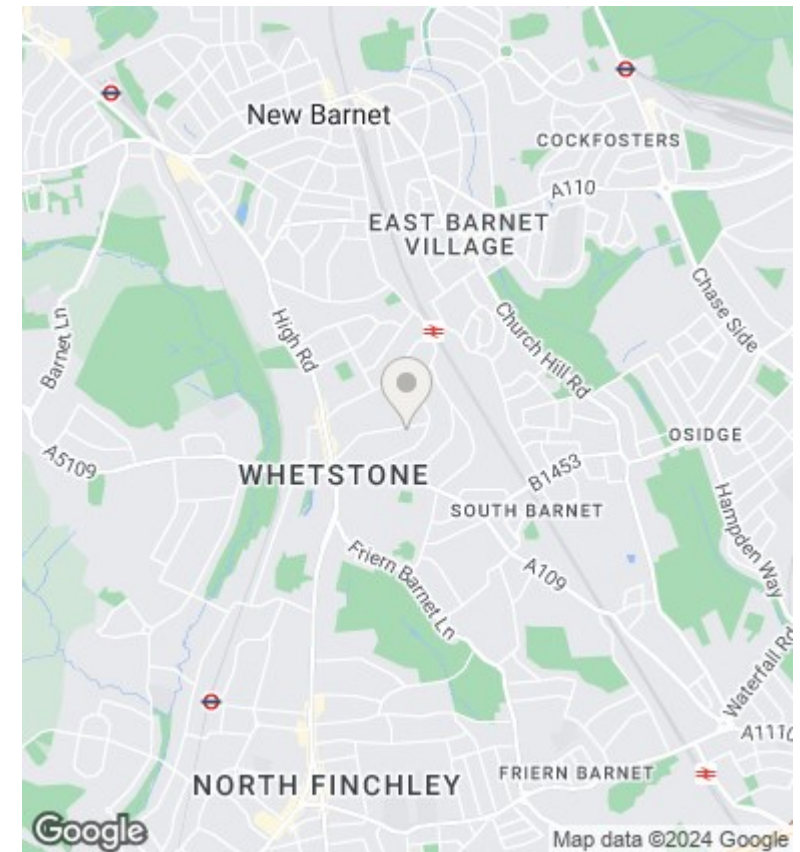 New Barnet
COCKFOSTERS
A110
EAST BARNET
VILLAGE
Chase Side
Church Hill Rd
High Rd
Barnet Ln
OSIDGE
A5109
WHETSTONE
B1453
SOUTH BARNET
Hampden Way
Friern Barnet Ln
A109
Waterfall Rd
A1110
NORTH FINCHLEY
FRIERN BARNET
Google
Map data ©2024 Google